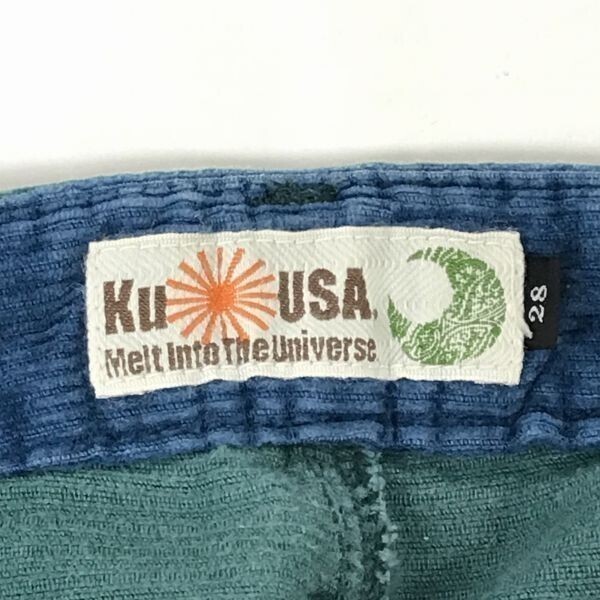 Ku USA.
Melt Into The Universe
28